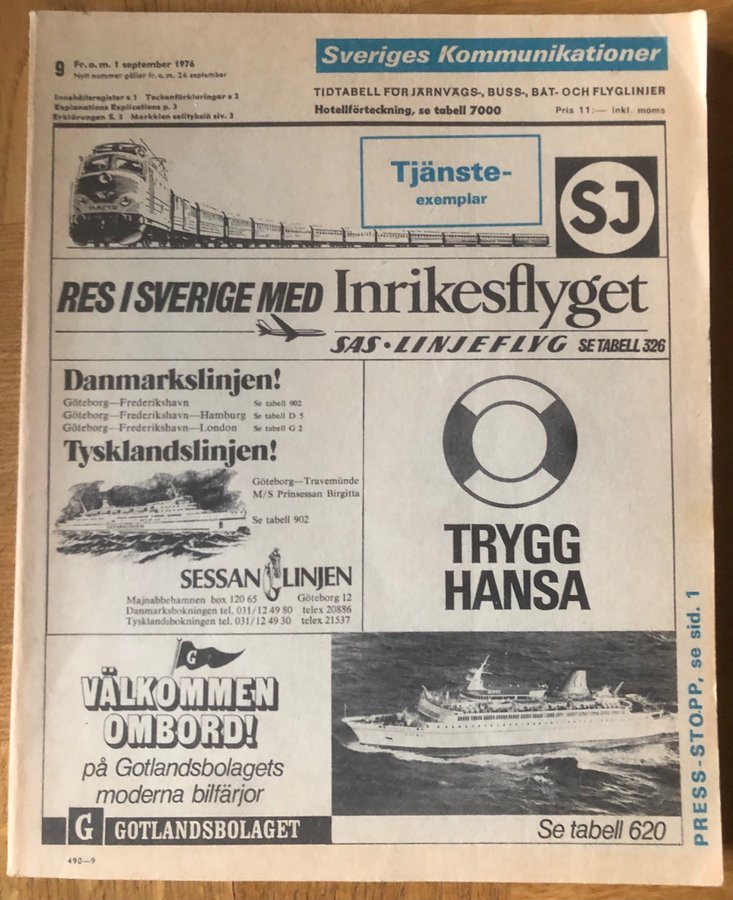 9 Fr. o. m. 1 september 1976
Nytt nummer gäller fr. o. m. 26 september
Innehållsregister s 1 Teckenförklaringar s 3
Explanations Explications p. 3
Erklärungen S. 3 Merkkien selityksiä siv. 3
Sveriges Kommunikationer
TIDTABELL FÖR JÄRNVÄGS-, BUSS-, BÅT- OCH FLYGLINJER
Hotellförteckning, se tabell 7000 Pris 11:— Inkl. moms
Tjänste-
exemplar
SJ
RES I SVERIGE MED Inrikesflyget
SAS • LINJEFLYG SE TABELL 326
Danmarkslinjen!
Göteborg—Frederikshavn Se tabell 902
Göteborg—Frederikshavn—Hamburg Se tabell D 5
Göteborg—Frederikshavn—London Se tabell G 2
Tysklandslinjen!
Göteborg—Travemünde
M/S Prinsessan Birgitta
Se tabell 902
SESSAN LINJEN
Majnabbehamnen box 120 65 Göteborg 12
Danmarksbokningen tel. 031/12 49 80 telex 20886
Tysklandsbokningen tel. 031/12 49 30 telex 21537
TRYGG
HANSA
G
VÄLKOMMEN
OMBORD!
på Gotlandsbolagets
moderna bilfärjor
G GOTLANDSBOLAGET
Se tabell 620
PRESS-STOPP, se sid. 1
490—9